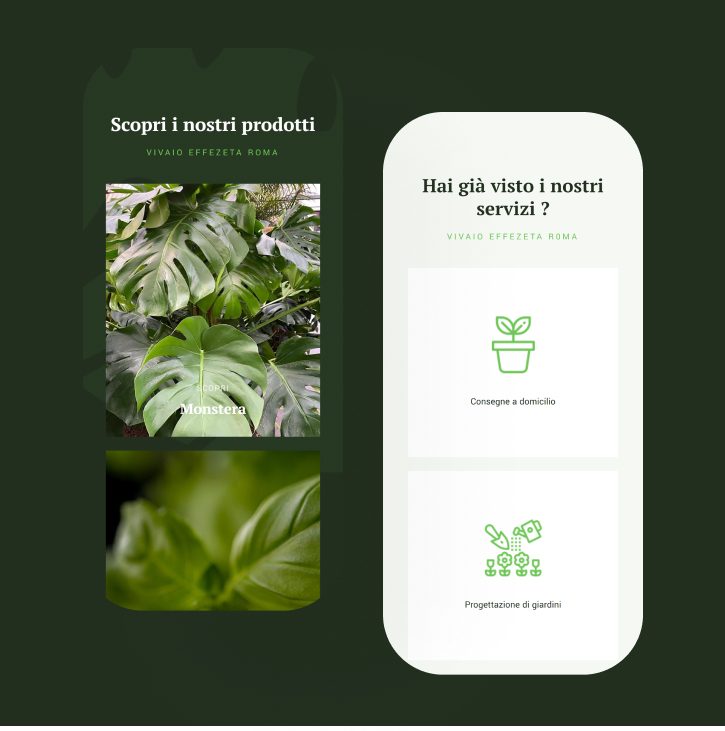 Scopri i nostri prodotti
VIVAIO EFFEZETA ROMA
SCOPRI
Monstera
Hai già visto i nostri
servizi ?
VIVAIO EFFEZETA ROMA
Consegne a domicilio
Progettazione di giardini